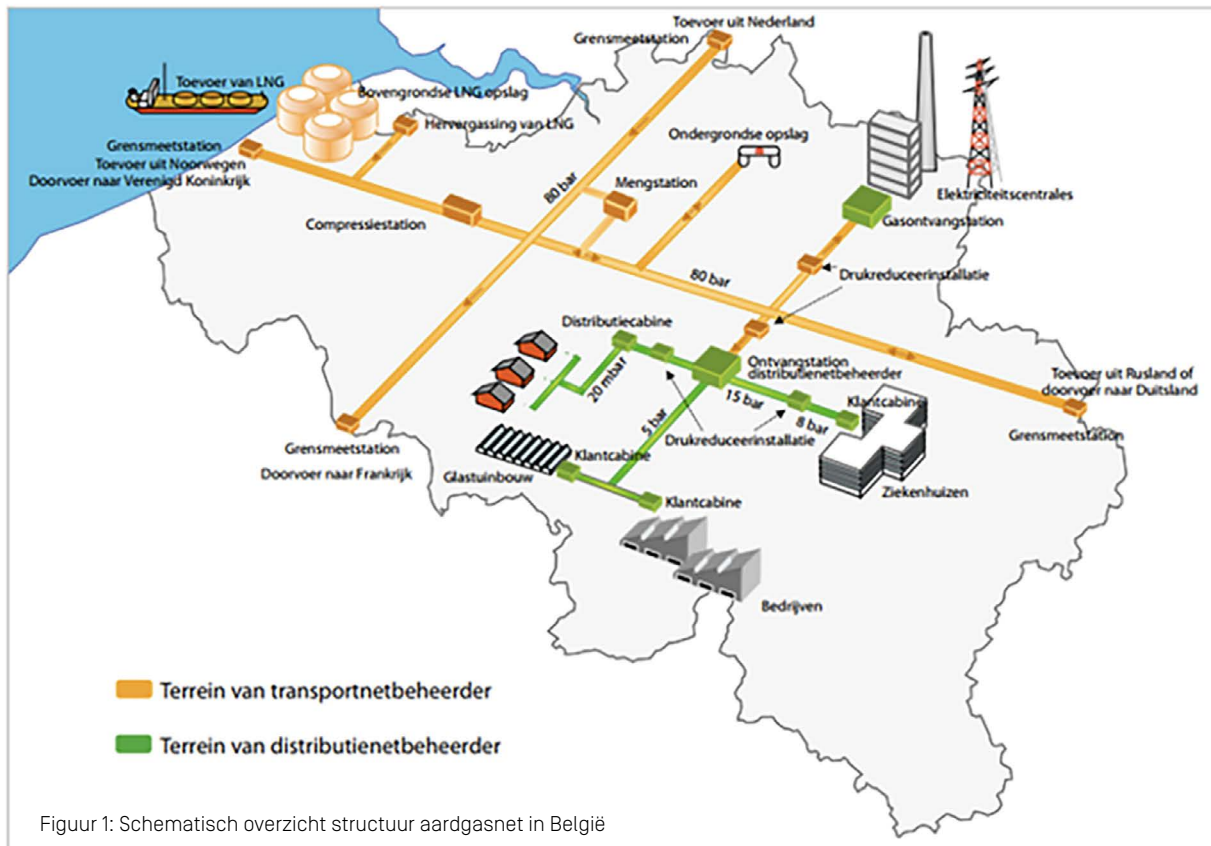 Toevoer uit Nederland
Grensmeetstation
Toevoer van LNG
Bovengrondse LNG opslag
Hervergassing van LNG
Grensmeetstation
Toevoer uit Noorwegen
Doorvoer naar Verenigd Koninkrijk
Ondergrondse opslag
Elektriciteitscentrales
80 bar
Mengstation
Gasontvangstation
Compressiestation
80 bar
Drukreduceerinstallatie
Distributiecabine
Ontvangstation
distributienetbeheerder
Toevoer uit Rusland of
doorvoer naar Duitsland
20 mbar
15 bar
8 bar
Klantcabine
5 bar
Drukreduceerinstallatie
Grensmeetstation
Grensmeetstation
Doorvoer naar Frankrijk
Klantcabine
Glastuinbouw
Ziekenhuizen
Klantcabine
Bedrijven
Terrein van transportnetbeheerder
Terrein van distributienetbeheerder
Figuur 1: Schematisch overzicht structuur aardgasnet in België